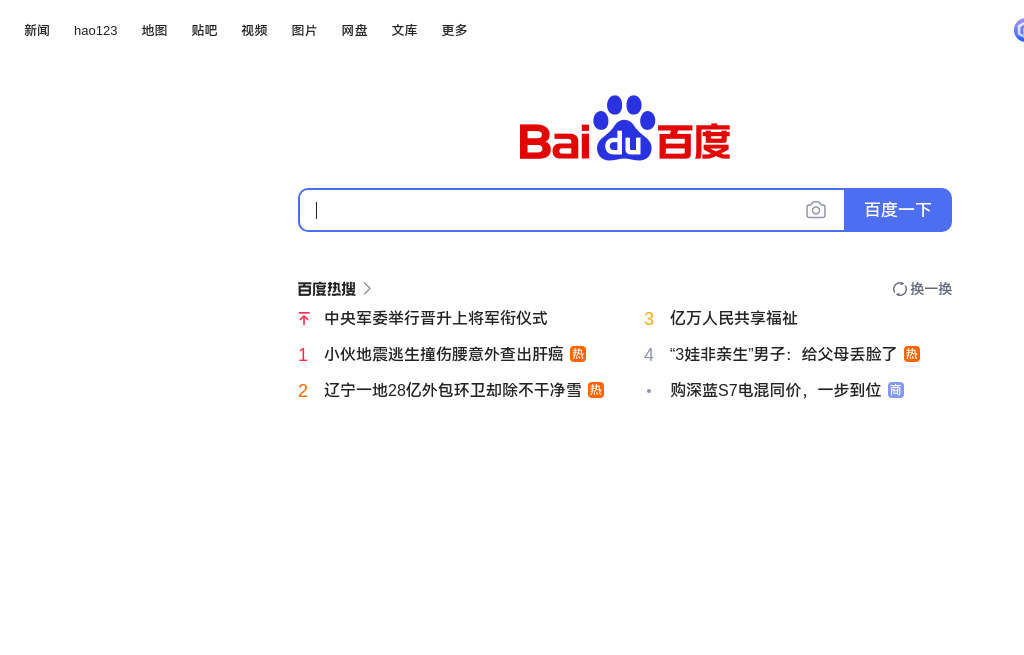 新闻 hao123 地图 贴吧 视频 图片 网盘 文库 更多
Bai du 百度
百度一下
百度热搜
换一换
中央军委举行晋升上将军衔仪式
1 小伙地震逃生撞伤腰意外查出肝癌 热
2 辽宁一地28亿外包环卫却除不干净雪 热
3 亿万人民共享福祉
4 “3娃非亲生”男子：给父母丢脸了 热
购深蓝S7电混同价，一步到位 商